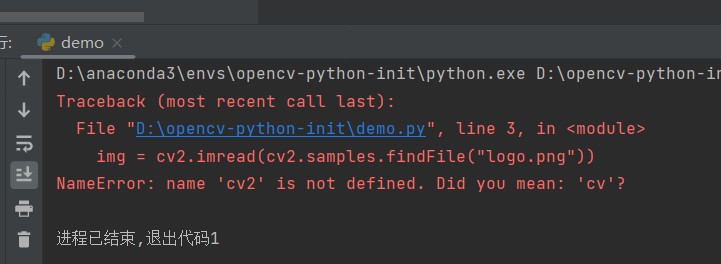 行: demo
D:\anaconda3\envs\opencv-python-init\python.exe D:\opencv-python-in
Traceback (most recent call last):
File "D:\opencv-python-init\demo.py", line 3, in <module>
img = cv2.imread(cv2.samples.findFile("logo.png"))
NameError: name 'cv2' is not defined. Did you mean: 'cv'?
进程已结束,退出代码1